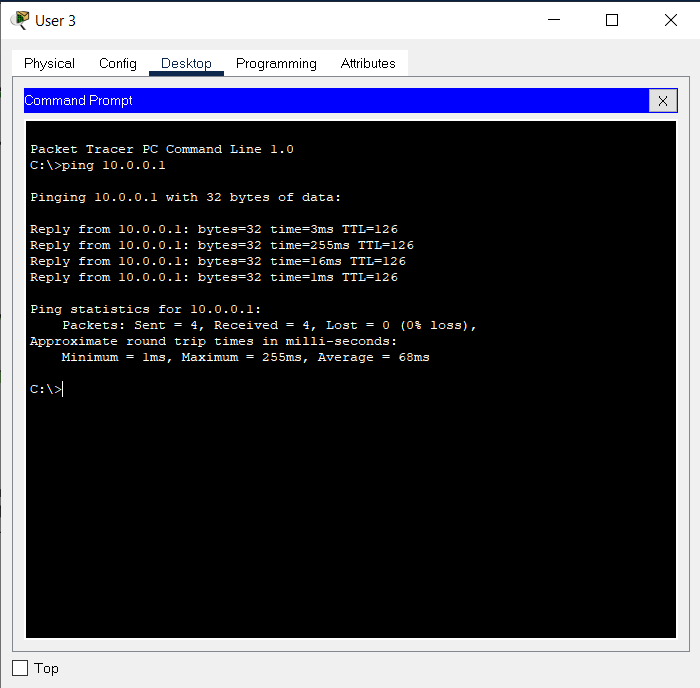 User 3
Physical Config Desktop Programming Attributes
Command Prompt
X
Packet Tracer PC Command Line 1.0
C:\>ping 10.0.0.1
Pinging 10.0.0.1 with 32 bytes of data:
Reply from 10.0.0.1: bytes=32 time=3ms TTL=126
Reply from 10.0.0.1: bytes=32 time=255ms TTL=126
Reply from 10.0.0.1: bytes=32 time=16ms TTL=126
Reply from 10.0.0.1: bytes=32 time=1ms TTL=126
Ping statistics for 10.0.0.1:
Packets: Sent = 4, Received = 4, Lost = 0 (0% loss),
Approximate round trip times in milli-seconds:
Minimum = 1ms, Maximum = 255ms, Average = 68ms
C:\>
Top